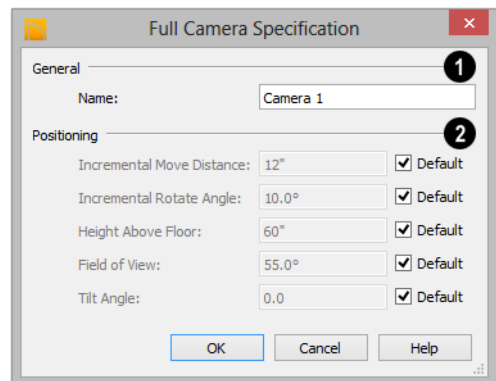 Full Camera Specification
General 1
Name: Camera 1
Positioning 2
Incremental Move Distance: 12" Default
Incremental Rotate Angle: 10.0° Default
Height Above Floor: 60" Default
Field of View: 55.0° Default
Tilt Angle: 0.0 Default
OK Cancel Help